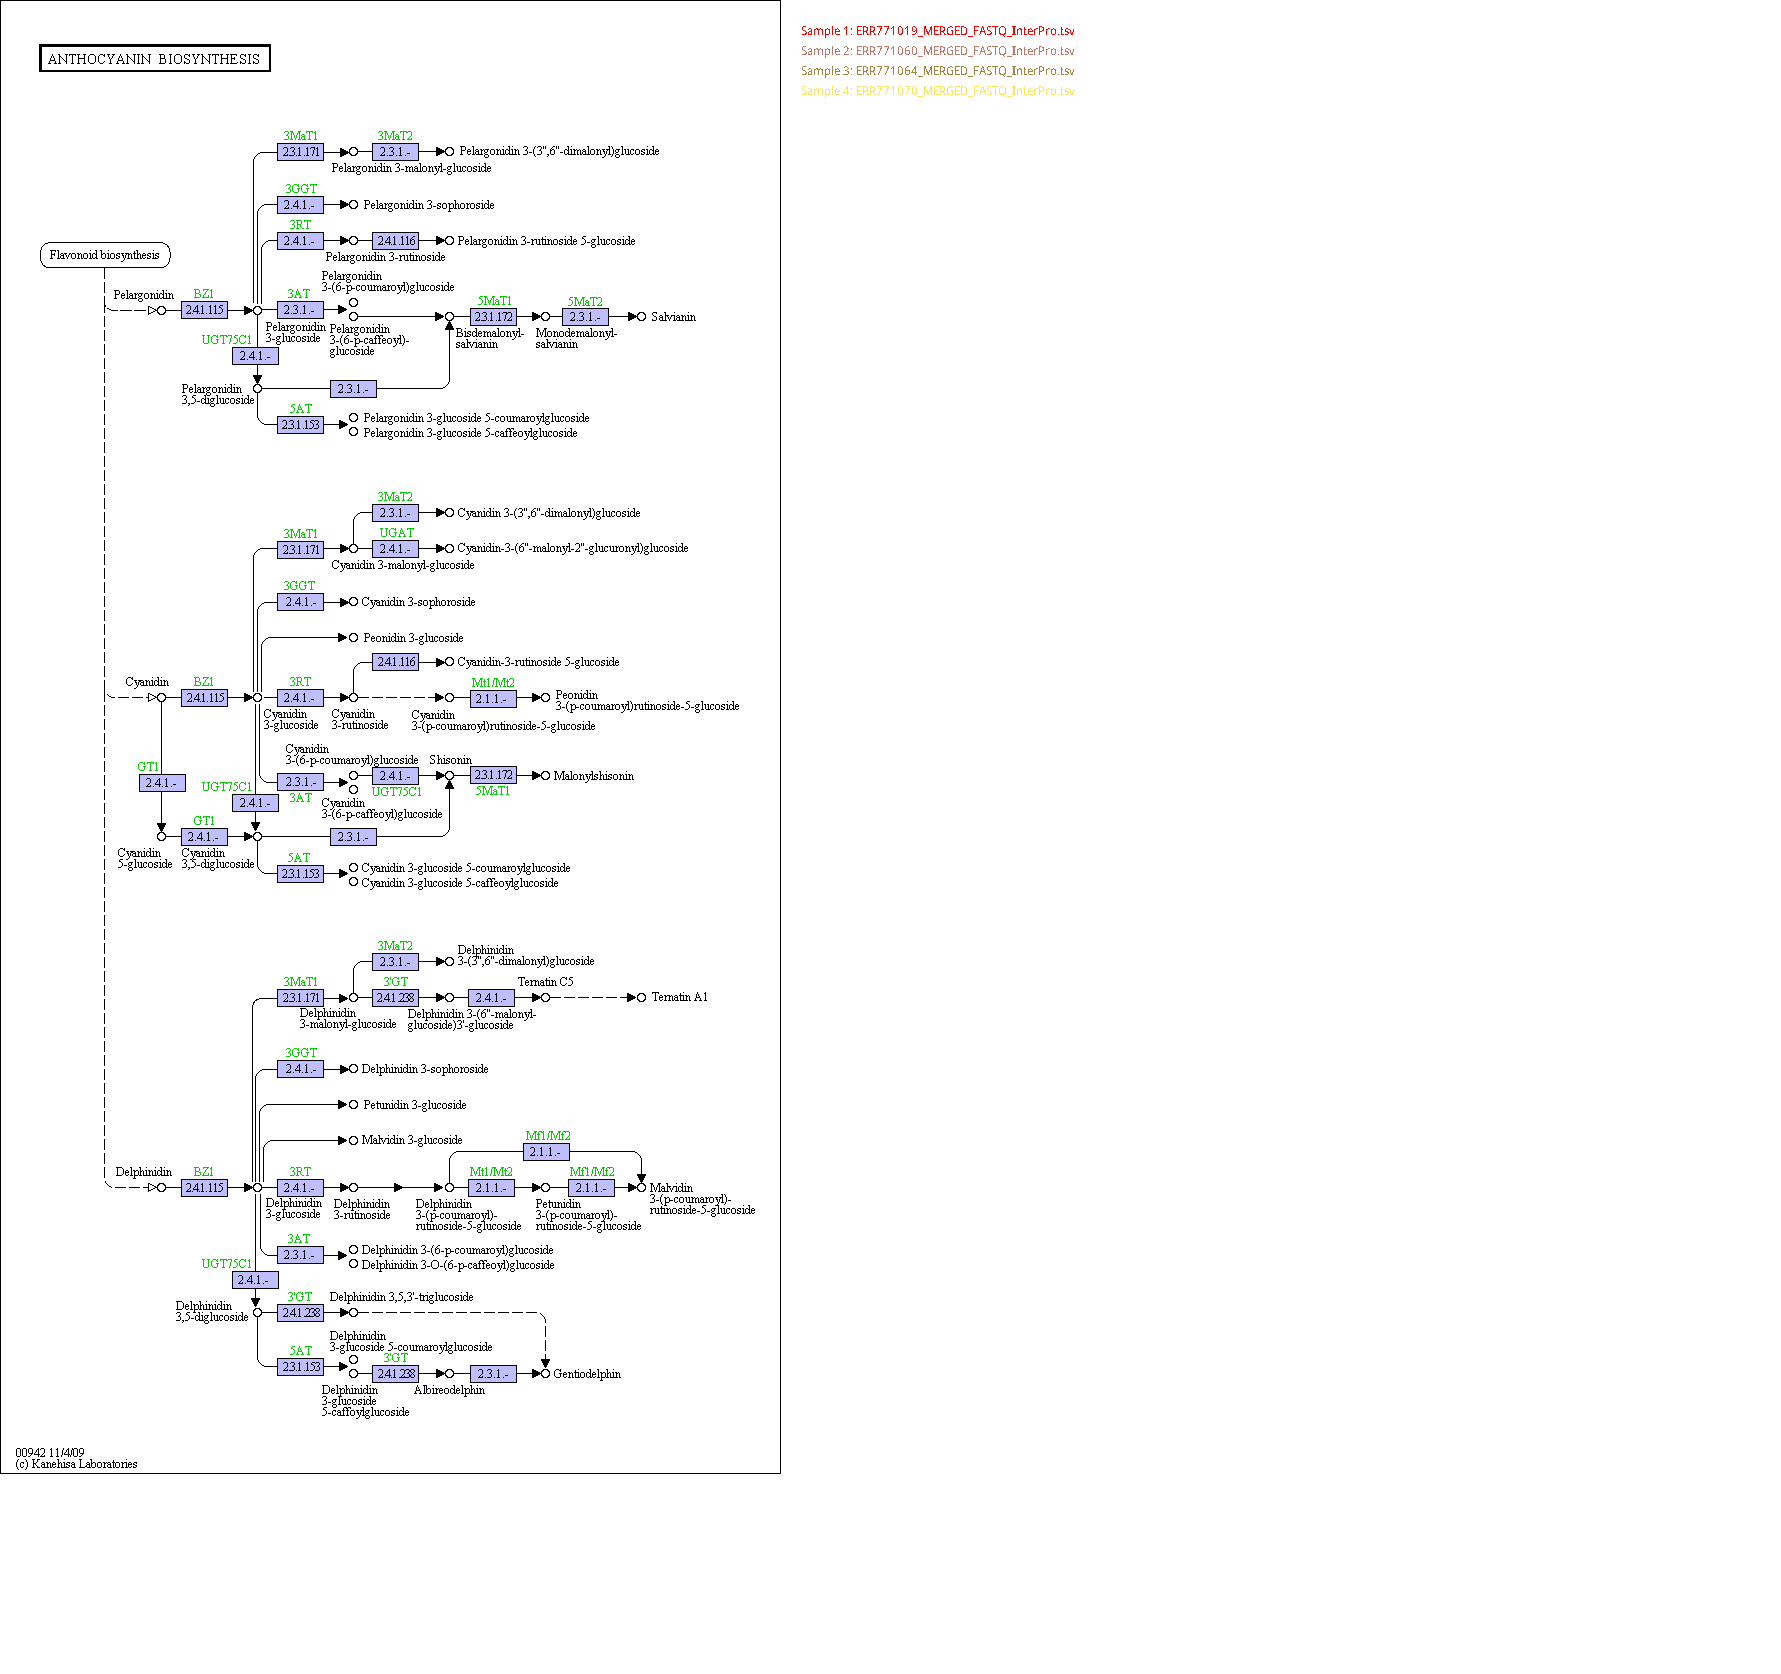 ANTHOCYANIN BIOSYNTHESIS
Sample 1: ERR771019_MERGED_FASTQ_InterPro.tsv
Sample 2: ERR771060_MERGED_FASTQ_InterPro.tsv
Sample 3: ERR771064_MERGED_FASTQ_InterPro.tsv
Sample 4: ERR771070_MERGED_FASTQ_InterPro.tsv
3MaT1 3MaT2
2.3.1.171 2.3.1.- Pelargonidin 3-(3",6"-dimalonyl)glucoside
Pelargonidin 3-malonyl-glucoside
3GGT
2.4.1.- Pelargonidin 3-sophoroside
3RT
2.4.1.- 2.4.1.116 Pelargonidin 3-rutinoside 5-glucoside
Pelargonidin 3-rutinoside
Flavonoid biosynthesis
Pelargonidin
3-(6-p-coumaroyl)glucoside
Pelargonidin BZ1 3AT 5MaT1 5MaT2
2.4.1.115 2.3.1.- 2.3.1.172 2.3.1.- Salvianin
Pelargonidin
3-glucoside
Pelargonidin
3-(6-p-caffeoyl)-
glucoside
Bisdemalonyl-
salvianin
Monodemalonyl-
salvianin
UGT75C1
2.4.1.-
Pelargonidin
3,5-diglucoside
2.3.1.-
5AT
2.3.1.153 Pelargonidin 3-glucoside 5-coumaroylglucoside
Pelargonidin 3-glucoside 5-caffeoylglucoside
3MaT2
2.3.1.- Cyanidin 3-(3",6"-dimalonyl)glucoside
3MaT1 UGAT
2.3.1.171 2.4.1.- Cyanidin-3-(6"-malonyl-2"-glucuronyl)glucoside
Cyanidin 3-malonyl-glucoside
3GGT
2.4.1.- Cyanidin 3-sophoroside
Peonidin 3-glucoside
2.4.1.116 Cyanidin-3-rutinoside 5-glucoside
Cyanidin BZ1 3RT Mt1/Mt2
2.4.1.115 2.4.1.- 2.1.1.- Peonidin
3-(p-coumaroyl)rutinoside-5-glucoside
Cyanidin
3-glucoside
Cyanidin
3-rutinoside
Cyanidin
3-(p-coumaroyl)rutinoside-5-glucoside
Cyanidin
3-(6-p-coumaroyl)glucoside Shisonin
GT1
2.4.1.-
2.3.1.- 2.4.1.- 2.3.1.172 Malonylshisonin
3AT UGT75C1 5MaT1
UGT75C1
2.4.1.-
Cyanidin
3-(6-p-caffeoyl)glucoside
GT1
2.4.1.- 2.3.1.-
Cyanidin
5-glucoside
Cyanidin
3,5-diglucoside
5AT
2.3.1.153 Cyanidin 3-glucoside 5-coumaroylglucoside
Cyanidin 3-glucoside 5-caffeoylglucoside
3MaT2
2.3.1.- Delphinidin
3-(3",6"-dimalonyl)glucoside
3MaT1 3'GT Ternatin C5
2.3.1.171 2.4.1.238 2.4.1.- Ternatin A1
Delphinidin
3-malonyl-glucoside
Delphinidin 3-(6"-malonyl-
glucoside)3'-glucoside
3GGT
2.4.1.- Delphinidin 3-sophoroside
Petunidin 3-glucoside
Malvidin 3-glucoside
Mf1/Mf2
2.1.1.-
Delphinidin BZ1 3RT Mt1/Mt2 Mf1/Mf2
2.4.1.115 2.4.1.- 2.1.1.- 2.1.1.- Malvidin
3-(p-coumaroyl)-
rutinoside-5-glucoside
Delphinidin
3-glucoside
Delphinidin
3-rutinoside
Delphinidin
3-(p-coumaroyl)-
rutinoside-5-glucoside
Petunidin
3-(p-coumaroyl)-
rutinoside-5-glucoside
3AT
2.3.1.- Delphinidin 3-(6-p-coumaroyl)glucoside
Delphinidin 3-O-(6-p-caffeoyl)glucoside
UGT75C1
2.4.1.-
3'GT Delphinidin 3,5,3'-triglucoside
Delphinidin
3,5-diglucoside
2.4.1.238
Delphinidin
3-glucoside 5-coumaroylglucoside
5AT 3'GT
2.3.1.153 2.4.1.238 2.3.1.- Gentiodelphin
Delphinidin
3-glucoside
5-caffoylglucoside
Albireodelphin
00942 11/4/09
(c) Kanehisa Laboratories